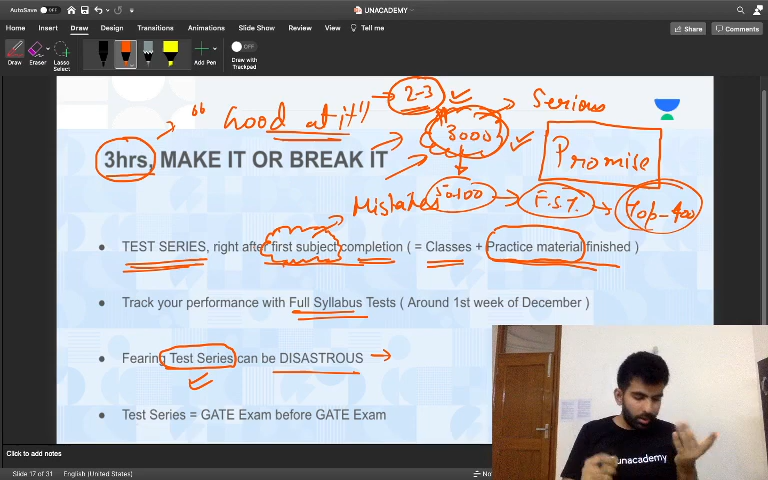 AutoSave OFF UNACADEMY
Home Insert Draw Design Transitions Animations Slide Show Review View Tell me Share Comments
Draw Eraser Lasso Select Add Pen OFF Draw with Trackpad
2-3
"Good at it" Serious
3000
3hrs, MAKE IT OR BREAK IT
Promise
Mistakes 50-100 F.S.T. Top-400
• TEST SERIES, right after first subject completion ( = Classes + Practice material finished )
• Track your performance with Full Syllabus Tests ( Around 1st week of December )
• Fearing Test Series can be DISASTROUS
• Test Series = GATE Exam before GATE Exam
unacademy
Click to add notes
Slide 17 of 31 English (United States) No